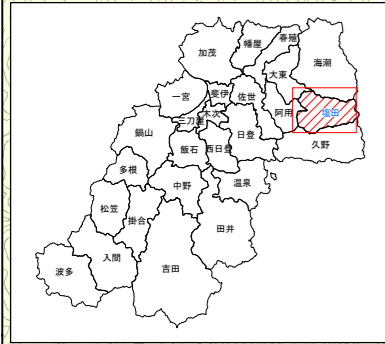 春殖
幡屋
加茂
海潮
大東
斐伊
佐世
一宮
木次
三刀屋
阿用
塩田
鍋山
日登
飯石
西日登
久野
多根
中野
温泉
松笠
掛合
田井
入間
吉田
波多